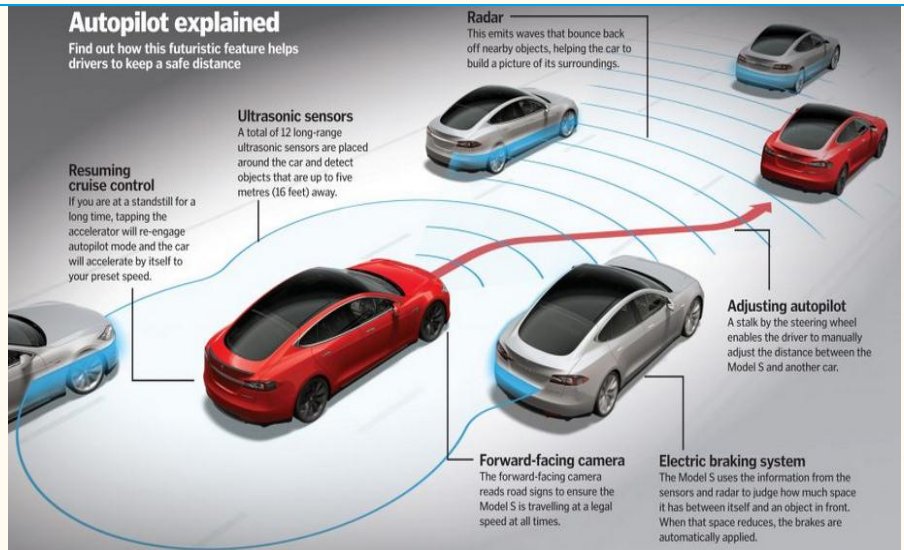 Autopilot explained
Find out how this futuristic feature helps
drivers to keep a safe distance
Radar
This emits waves that bounce back
off nearby objects, helping the car to
build a picture of its surroundings.
Ultrasonic sensors
A total of 12 long-range
ultrasonic sensors are placed
around the car and detect
objects that are up to five
metres (16 feet) away.
Resuming
cruise control
If you are at a standstill for a
long time, tapping the
accelerator will re-engage
autopilot mode and the car
will accelerate by itself to
your preset speed.
Adjusting autopilot
A stalk by the steering wheel
enables the driver to manually
adjust the distance between the
Model S and another car.
Forward-facing camera
The forward-facing camera
reads road signs to ensure the
Model S is travelling at a legal
speed at all times.
Electric braking system
The Model S uses the information from the
sensors and radar to judge how much space
it has between itself and an object in front.
When that space reduces, the brakes are
automatically applied.